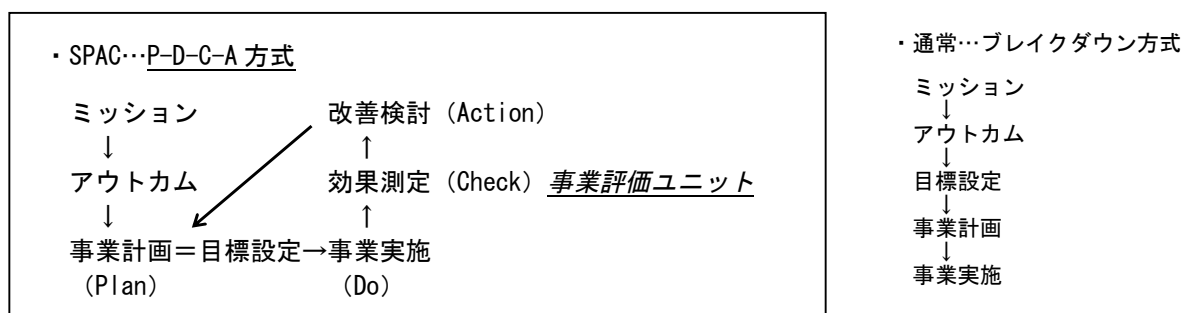 ・SPAC…P-D-C-A 方式
ミッション 改善検討(Action)
↓ ↑
アウトカム 効果測定(Check) 事業評価ユニット
↓ ↑
事業計画＝目標設定→事業実施
(Plan) (Do)
・通常…ブレイクダウン方式
ミッション
↓
アウトカム
↓
目標設定
↓
事業計画
↓
事業実施